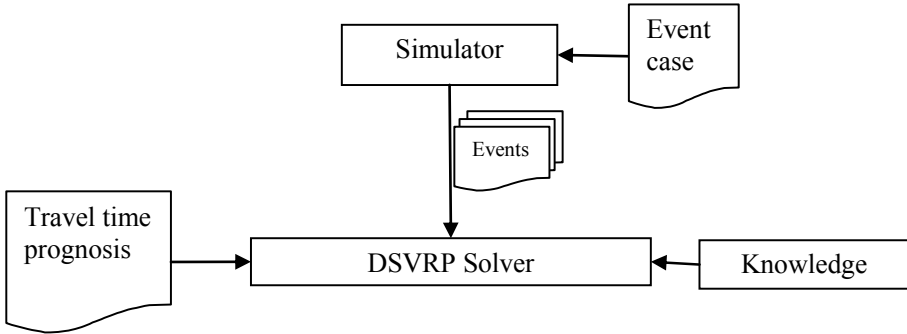 Simulator
Event
case
Events
Travel time
prognosis
DSVRP Solver
Knowledge